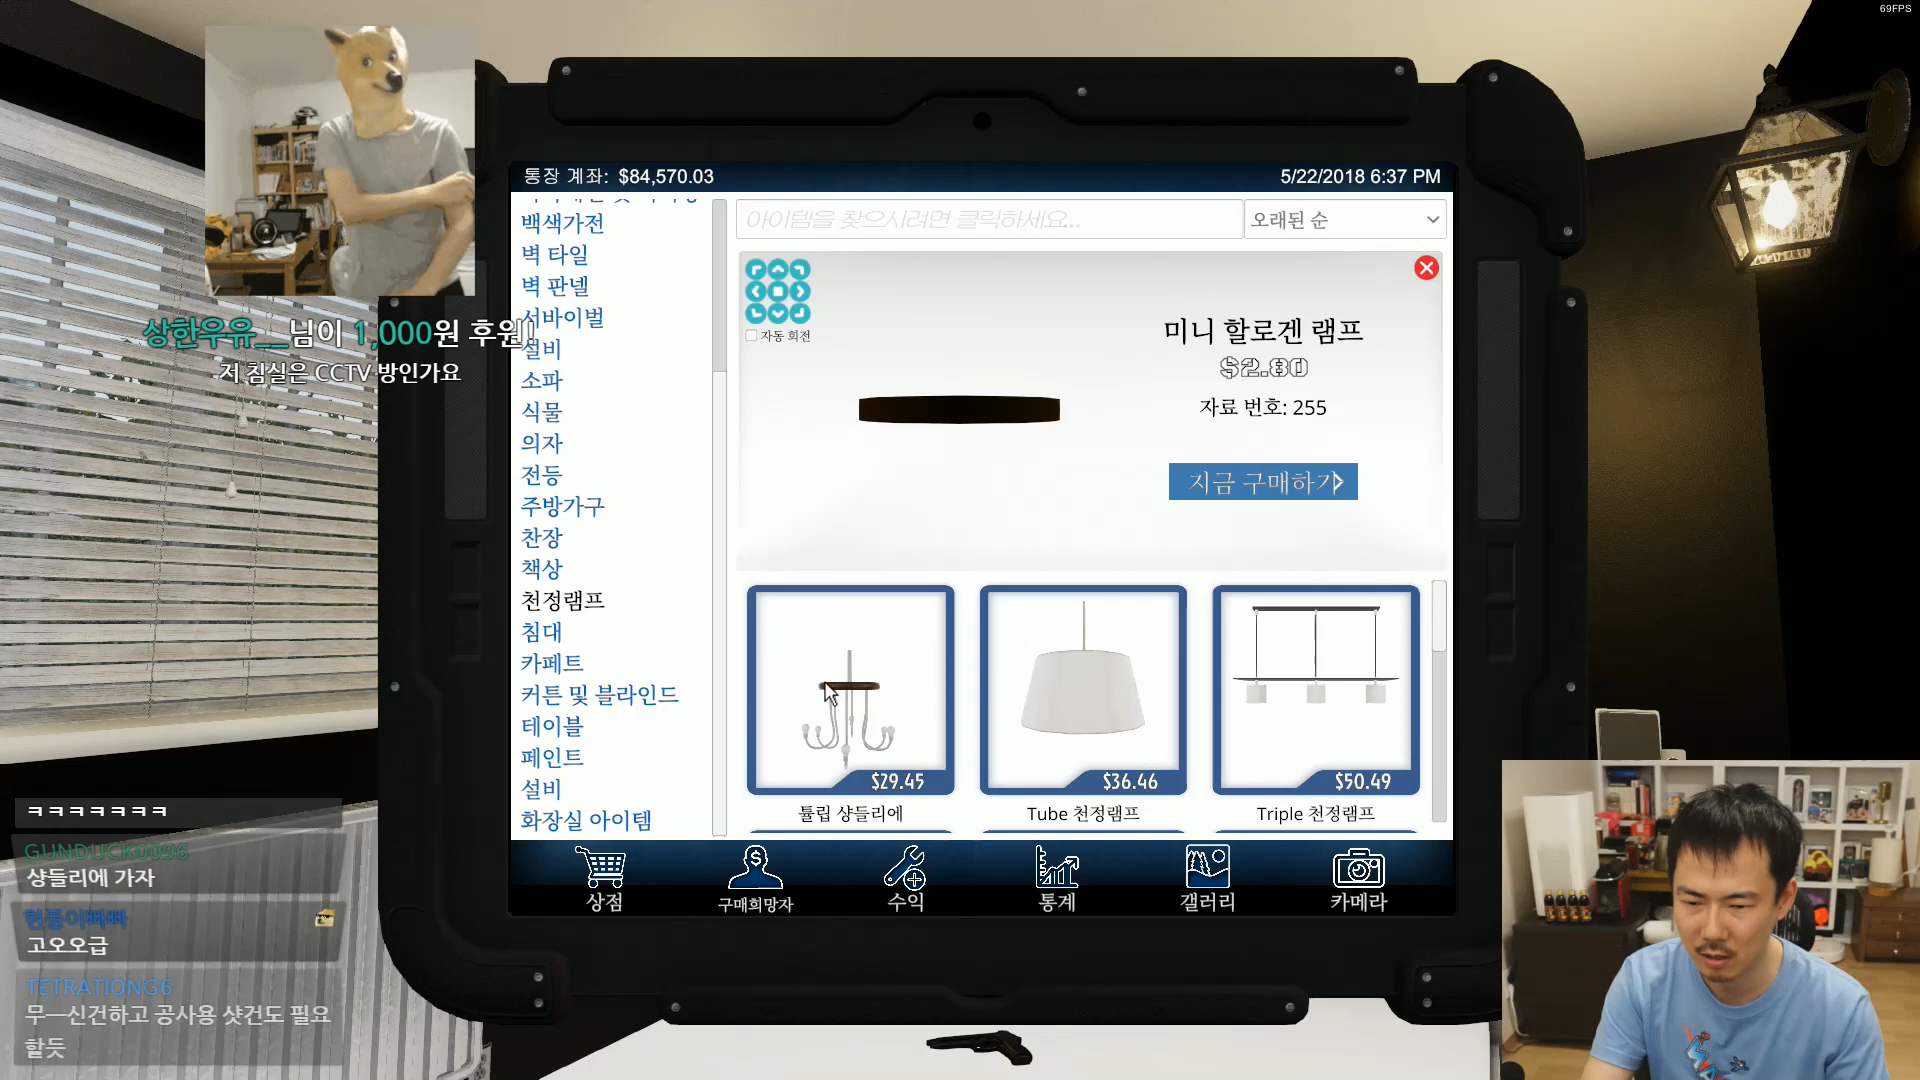 69FPS
통장 계좌: $84,570.03
5/22/2018 6:37 PM
백색가전
벽 타일
벽 판넬
서바이벌
설비
소파
식물
의자
전등
주방가구
찬장
책상
천정램프
침대
카페트
커튼 및 블라인드
테이블
페인트
설비
화장실 아이템
아이템을 찾으시려면 클릭하세요...
오래된 순
자동 회전
미니 할로겐 램프
$2.80
자료 번호: 255
지금 구매하기
$29.45
튤립 샹들리에
$36.46
Tube 천정램프
$50.49
Triple 천정램프
상점
구매희망자
수익
통계
갤러리
카메라
상한우유__님이 1,000원 후원!
저 침실은 CCTV 방인가요
ㅋㅋㅋㅋㅋㅋㅋ
GUNDUCK0096
샹들리에 가자
고오오급
TETRATIONG6
무—신건하고 공사용 샷건도 필요
할듯